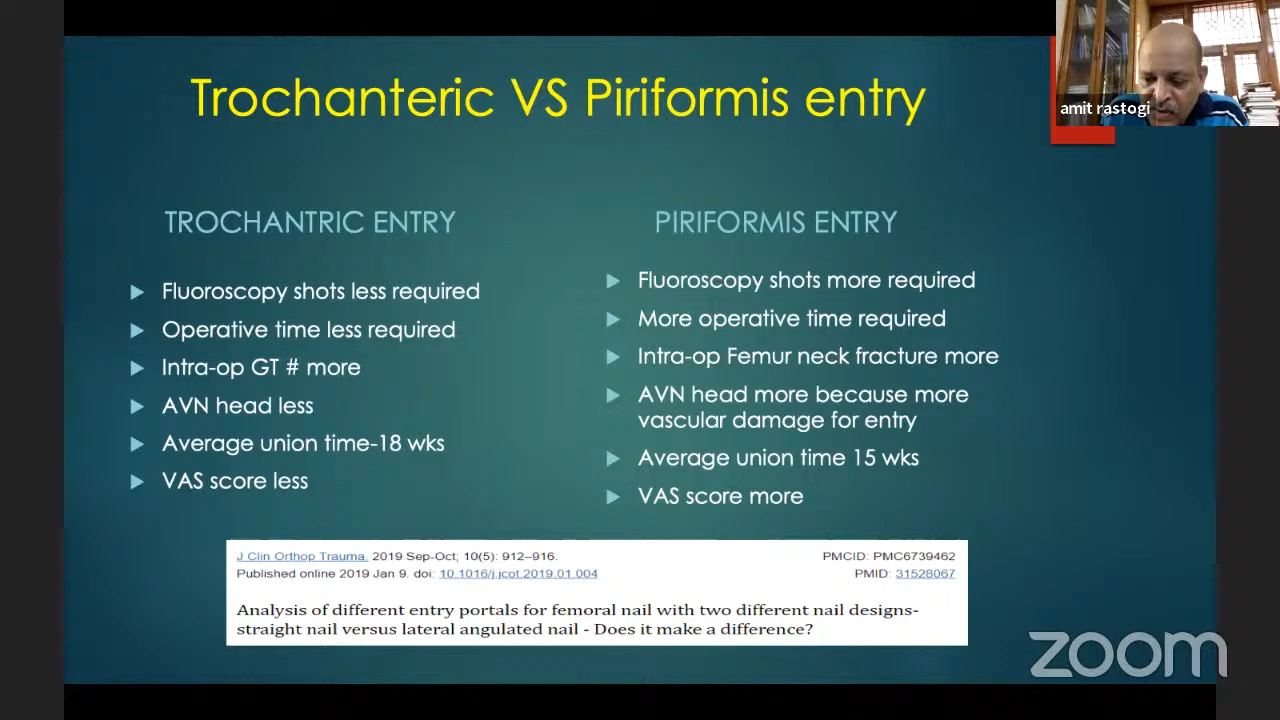 Trochanteric VS Piriformis entry
amit rastogi
TROCHANTRIC ENTRY
Fluoroscopy shots less required
Operative time less required
Intra-op GT # more
AVN head less
Average union time-18 wks
VAS score less
PIRIFORMIS ENTRY
Fluoroscopy shots more required
More operative time required
Intra-op Femur neck fracture more
AVN head more because more
vascular damage for entry
Average union time 15 wks
VAS score more
J Clin Orthop Trauma. 2019 Sep-Oct; 10(5): 912–916.
Published online 2019 Jan 9. doi: 10.1016/j.jcot.2019.01.004
PMCID: PMC6739462
PMID: 31528067
Analysis of different entry portals for femoral nail with two different nail designs-
straight nail versus lateral angulated nail - Does it make a difference?
zoom